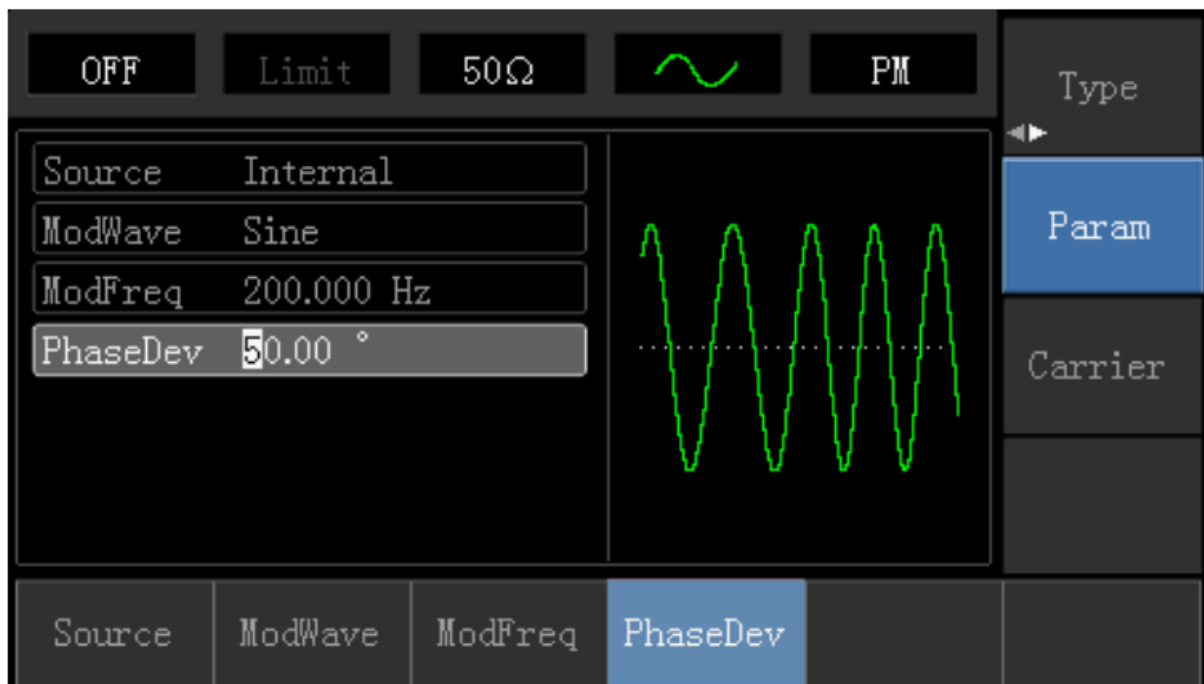 OFF Limit 50Ω PM
Type
Source Internal
ModWave Sine
ModFreq 200.000 Hz
PhaseDev 50.00 °
Param
Carrier
Source ModWave ModFreq PhaseDev